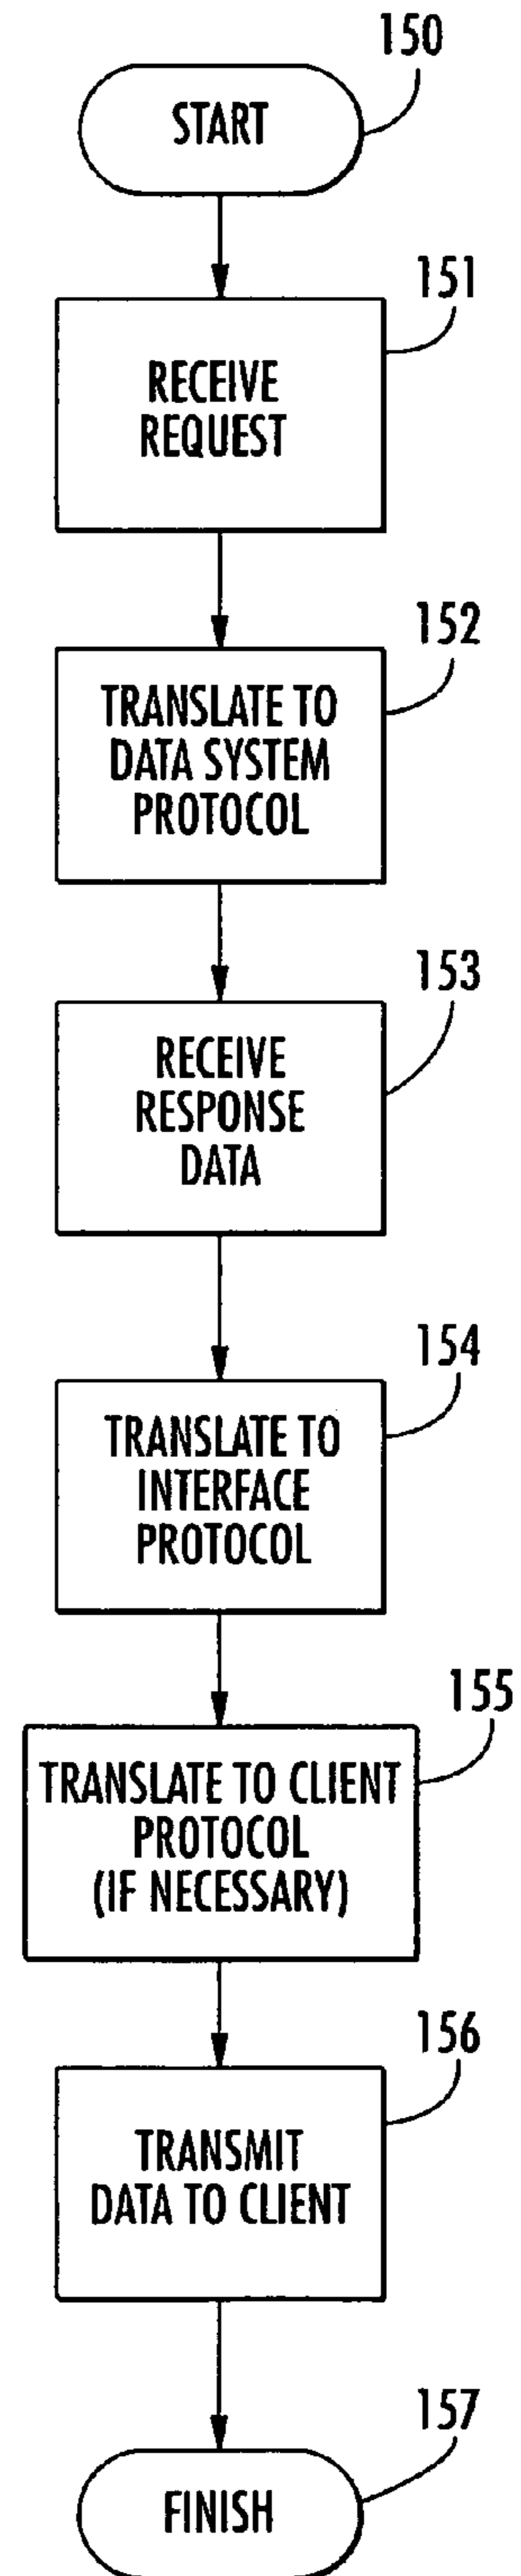 150
START
151
RECEIVE
REQUEST
152
TRANSLATE TO
DATA SYSTEM
PROTOCOL
153
RECEIVE
RESPONSE
DATA
154
TRANSLATE TO
INTERFACE
PROTOCOL
155
TRANSLATE TO CLIENT
PROTOCOL
(IF NECESSARY)
156
TRANSMIT
DATA TO CLIENT
157
FINISH